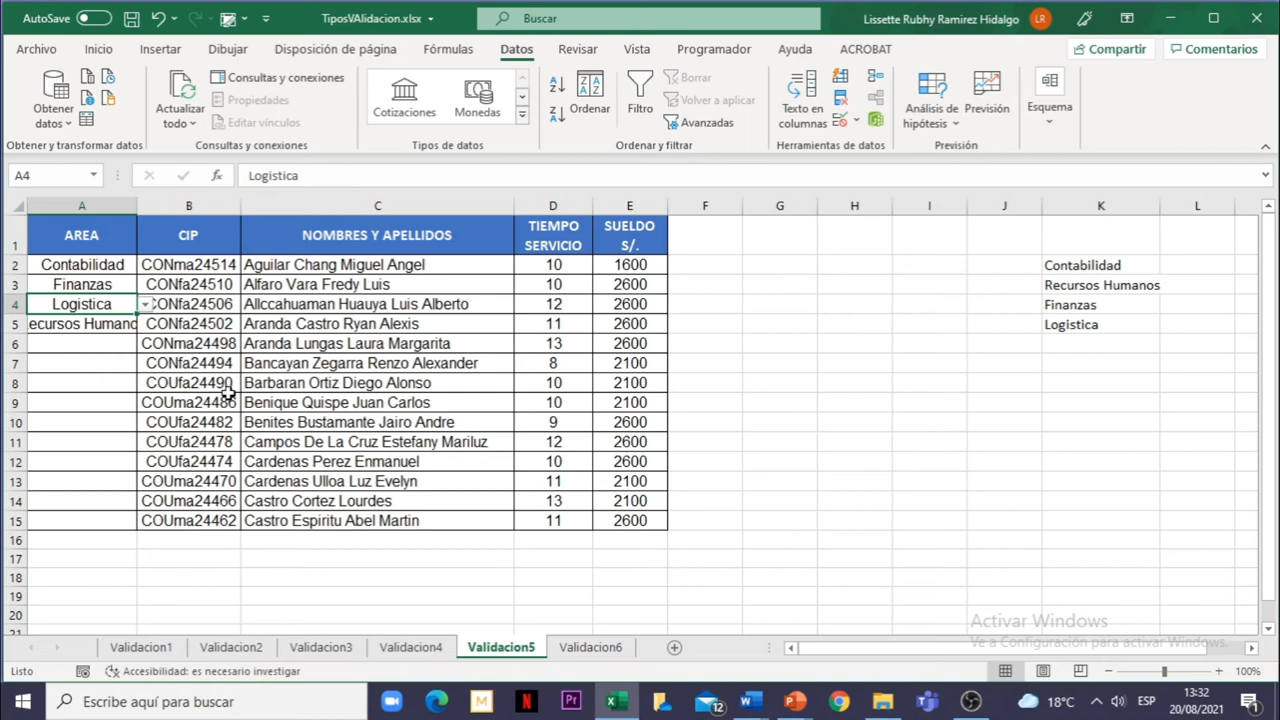 AutoSave
TiposVAlidacion.xlsx
Buscar
Lissette Rubhy Ramirez Hidalgo
LR
Archivo Inicio Insertar Dibujar Disposición de página Fórmulas Datos Revisar Vista Programador Ayuda ACROBAT
Compartir
Comentarios
Obtener datos
Actualizar todo
Consultas y conexiones
Propiedades
Editar vínculos
Cotizaciones
Monedas
Ordenar
Filtro
Borrar
Volver a aplicar
Avanzadas
Texto en columnas
Análisis de hipótesis
Previsión
Esquema
Obtener y transformar datos
Consultas y conexiones
Tipos de datos
Ordenar y filtrar
Herramientas de datos
Previsión
A4
fx
Logistica
A B C D E F G H I J K L
1 AREA CIP NOMBRES Y APELLIDOS TIEMPO SERVICIO SUELDO S/.
2 Contabilidad CONma24514 Aguilar Chang Miguel Angel 10 1600 Contabilidad
3 Finanzas CONfa24510 Alfaro Vara Fredy Luis 10 2600 Recursos Humanos
4 Logistica CONfa24506 Allccahuaman Huauya Luis Alberto 12 2600 Finanzas
5 ecursos Humano CONfa24502 Aranda Castro Ryan Alexis 11 2600 Logistica
6 CONma24498 Aranda Lungas Laura Margarita 13 2600
7 CONfa24494 Bancayan Zegarra Renzo Alexander 8 2100
8 COUfa24490 Barbaran Ortiz Diego Alonso 10 2100
9 COUma24486 Benique Quispe Juan Carlos 10 2100
10 COUfa24482 Benites Bustamante Jairo Andre 9 2600
11 COUfa24478 Campos De La Cruz Estefany Mariluz 12 2600
12 COUfa24474 Cardenas Perez Enmanuel 10 2600
13 COUma24470 Cardenas Ulloa Luz Evelyn 11 2100
14 COUma24466 Castro Cortez Lourdes 13 2100
15 COUma24462 Castro Espiritu Abel Martin 11 2600
16
17
18
19
20
21
Activar Windows
Ve a Configuración para activar Windows.
Validacion1 Validacion2 Validacion3 Validacion4 Validacion5 Validacion6
Listo
Accesibilidad: es necesario investigar
100%
Escribe aquí para buscar
12
18°C
ESP
13:32
20/08/2021
1